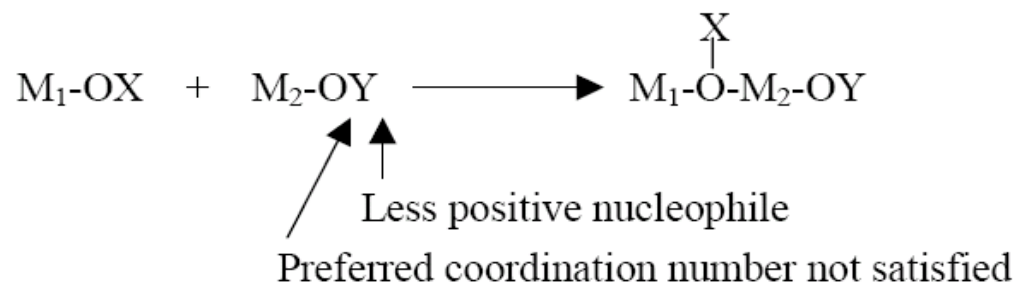 X
M₁-OX + M₂-OY M₁-O-M₂-OY
Less positive nucleophile
Preferred coordination number not satisfied